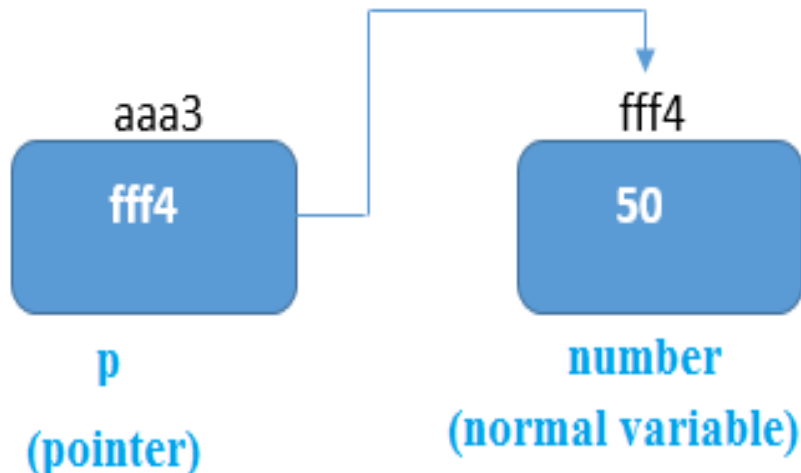 aaa3
fff4
fff4
50
p
(pointer)
number
(normal variable)